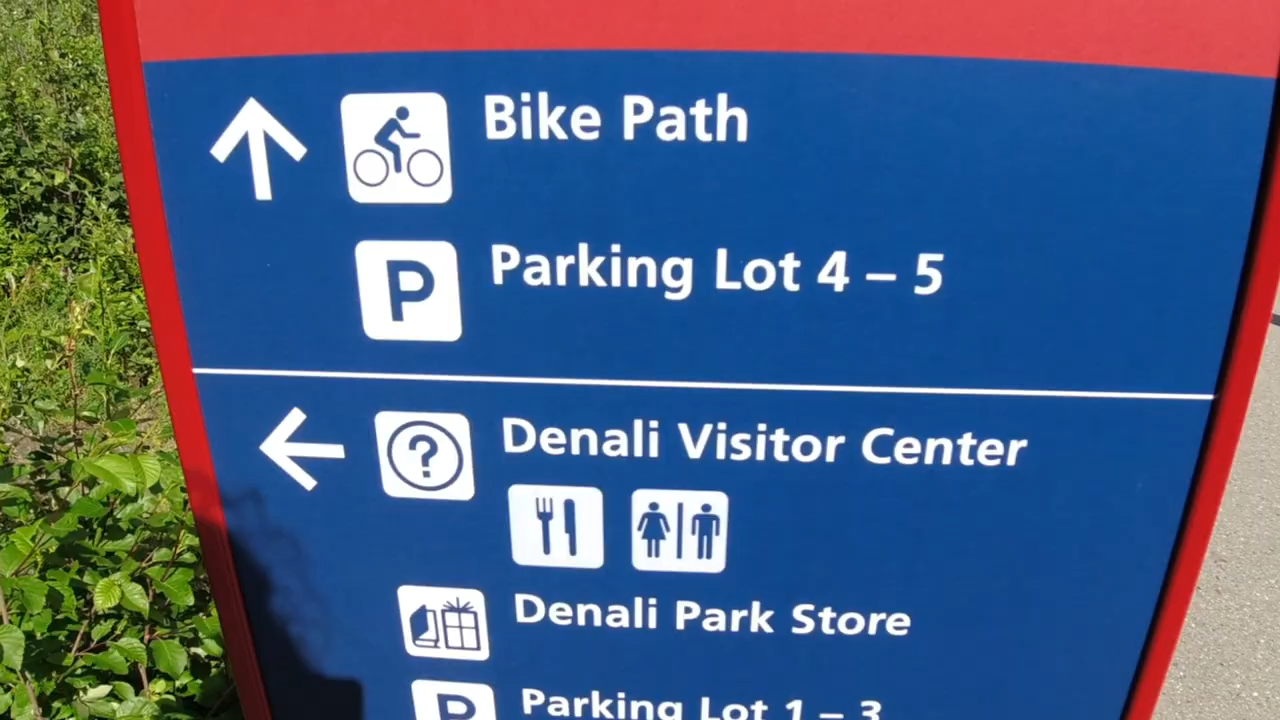 Bike Path
P Parking Lot 4 – 5
? Denali Visitor Center
Denali Park Store
P Parking Lot 1 – 3